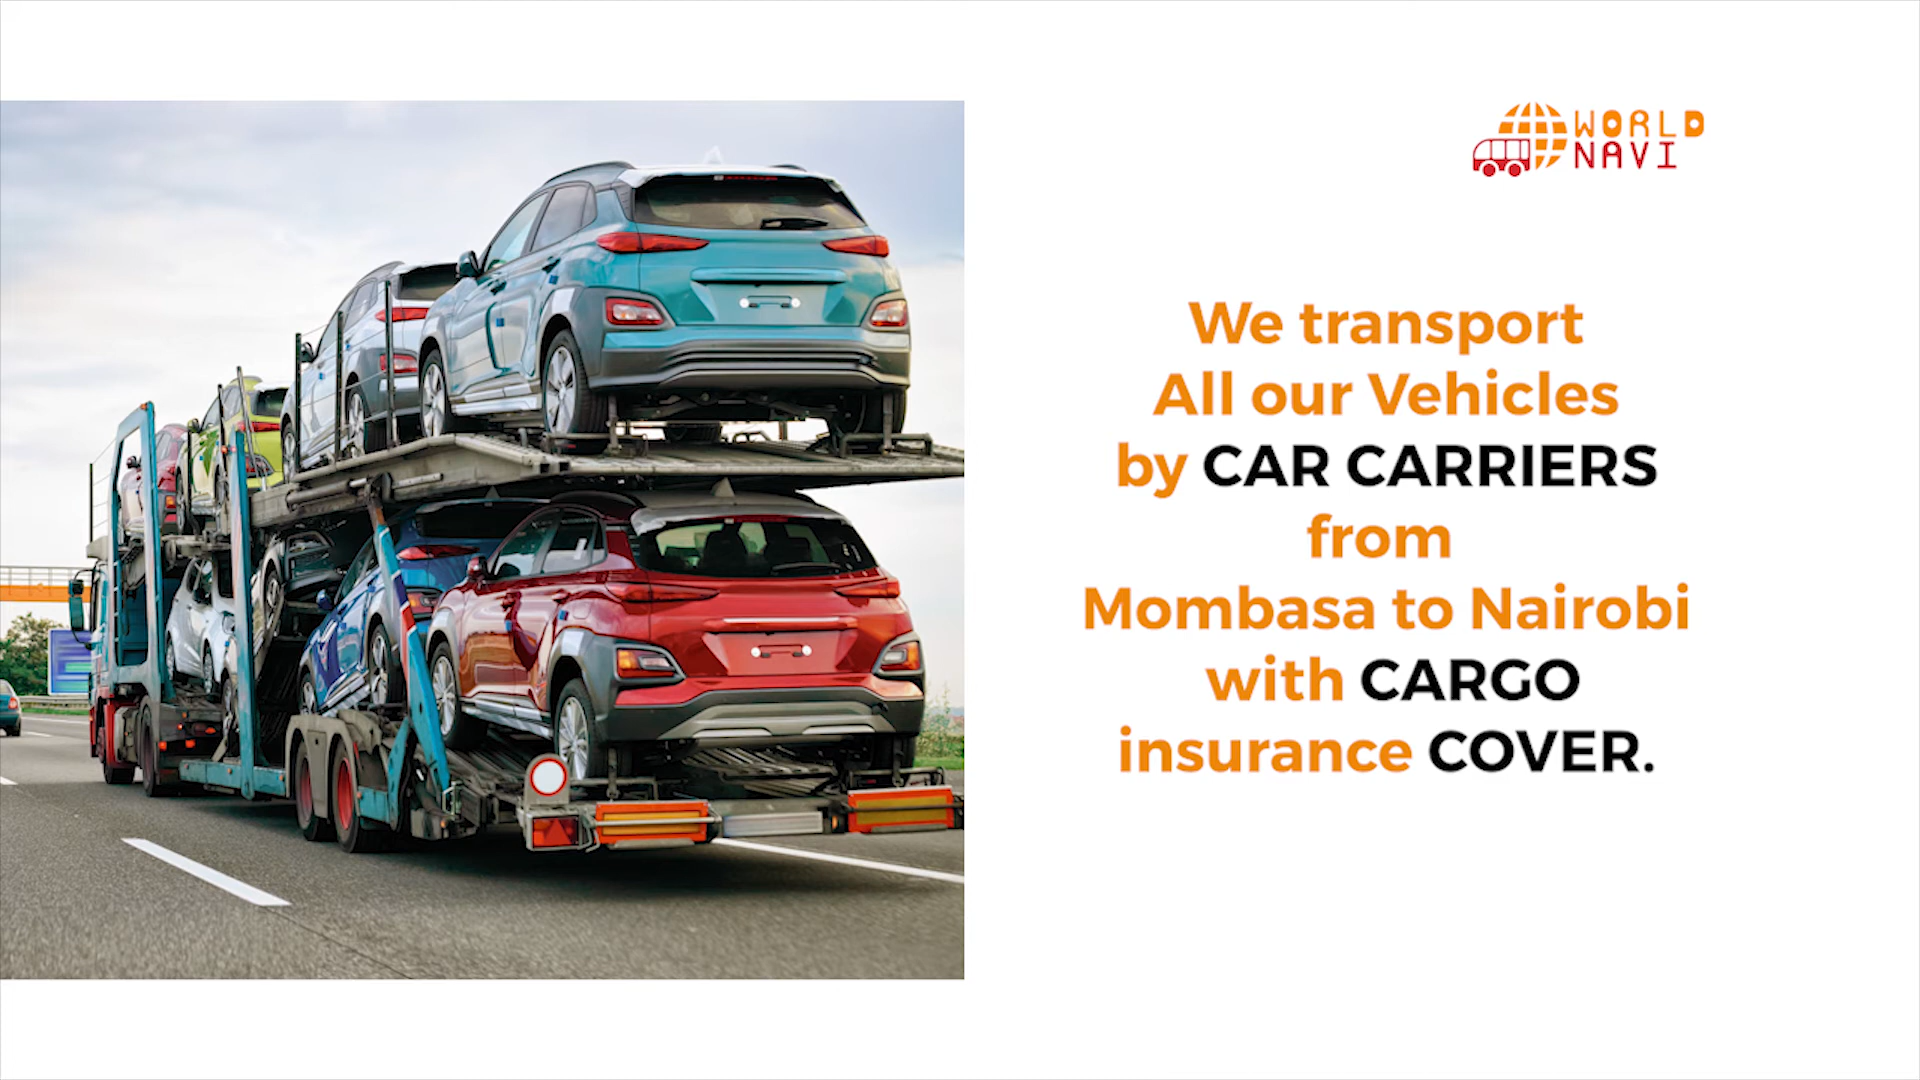 WORLD
NAVI
We transport
All our Vehicles
by CAR CARRIERS
from
Mombasa to Nairobi
with CARGO
insurance COVER.